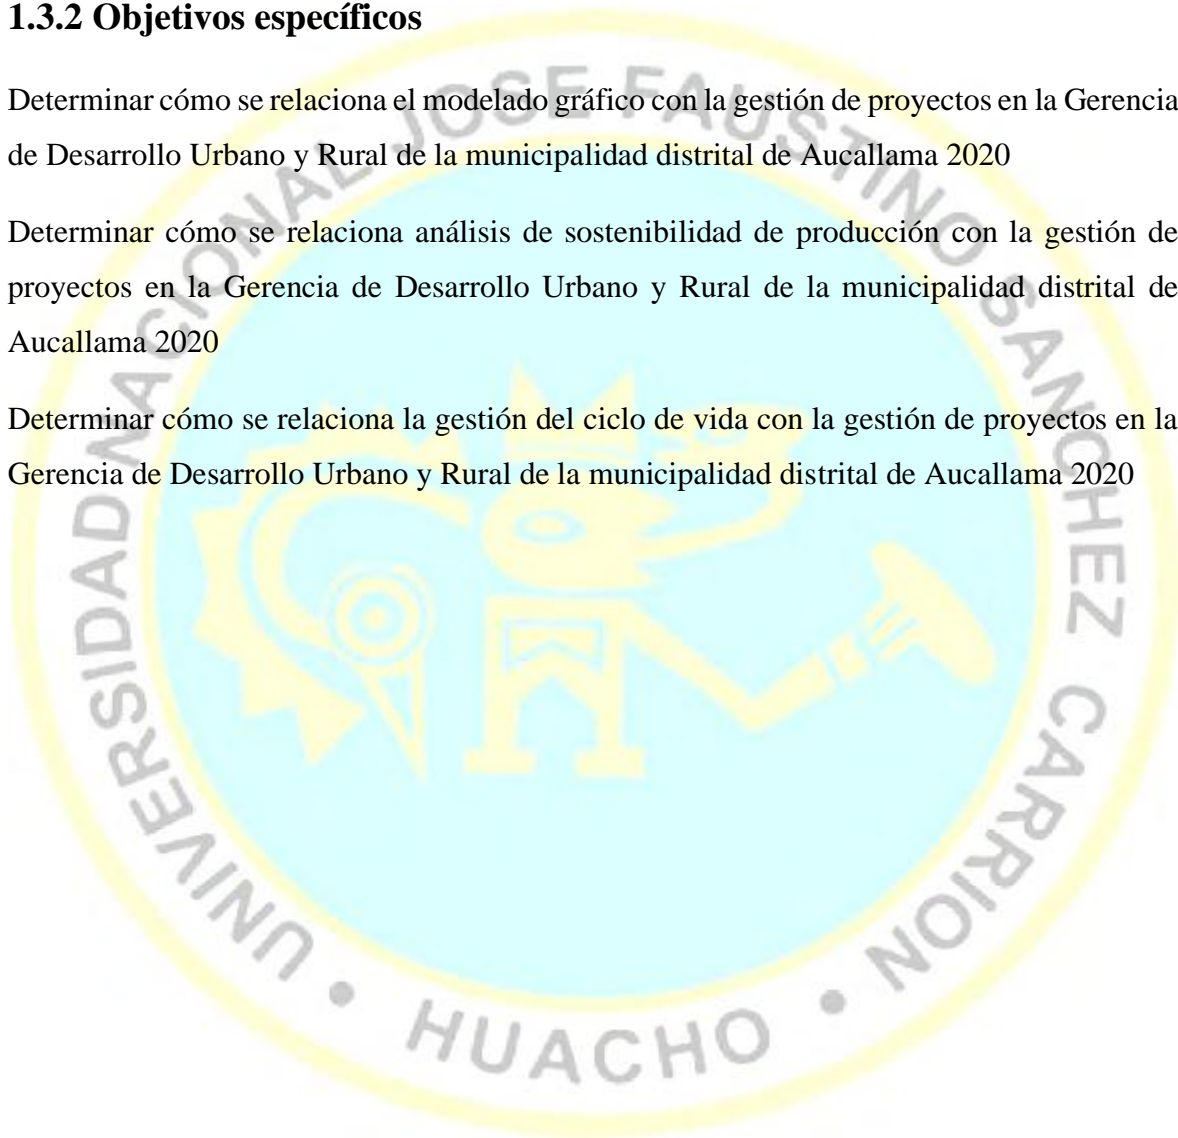 1.3.2 Objetivos específicos
Determinar cómo se relaciona el modelado gráfico con la gestión de proyectos en la Gerencia
de Desarrollo Urbano y Rural de la municipalidad distrital de Aucallama 2020
Determinar cómo se relaciona análisis de sostenibilidad de producción con la gestión de
proyectos en la Gerencia de Desarrollo Urbano y Rural de la municipalidad distrital de
Aucallama 2020
Determinar cómo se relaciona la gestión del ciclo de vida con la gestión de proyectos en la
Gerencia de Desarrollo Urbano y Rural de la municipalidad distrital de Aucallama 2020
UNIVERSIDAD NACIONAL JOSE FAUSTINO SANCHEZ CARRION
• HUACHO •